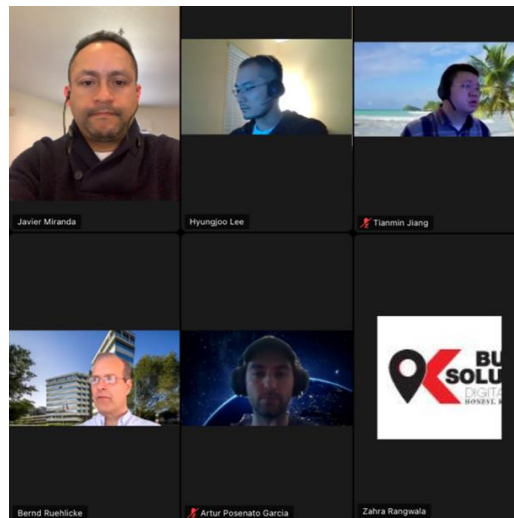 Javier Miranda
Hyungjoo Lee
Tianmin Jiang
Bernd Ruehlicke
Artur Posenato Garcia
BU
SOLU
DIGITA
Zahra Rangwala